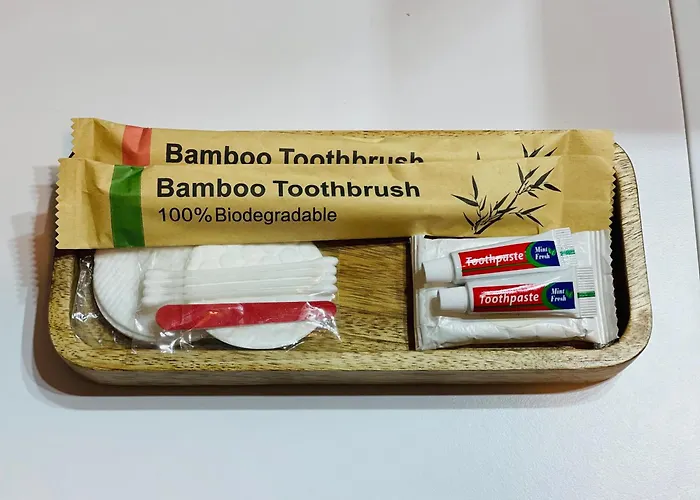 Bamboo Toothbrush
Bamboo Toothbrush
100% Biodegradable
Toothpaste
Mint
Fresh
Toothpaste
Mint
Fresh